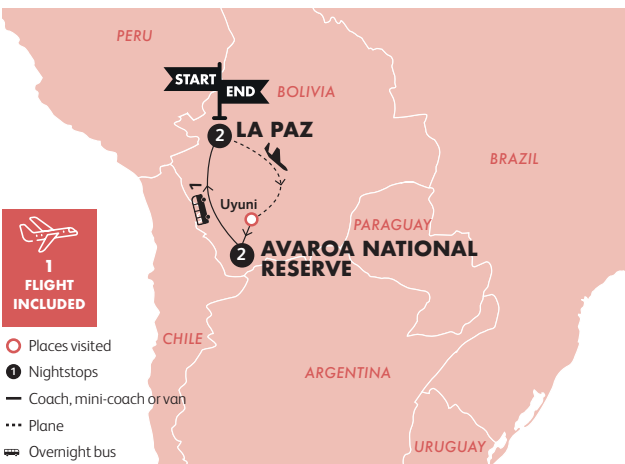 PERU
START
END
BOLIVIA
2
LA PAZ
BRAZIL
1
Uyuni
PARAGUAY
2
AVAROA NATIONAL
RESERVE
1
FLIGHT
INCLUDED
CHILE
ARGENTINA
URUGUAY
Places visited
1 Nightstops
Coach, mini-coach or van
Plane
Overnight bus